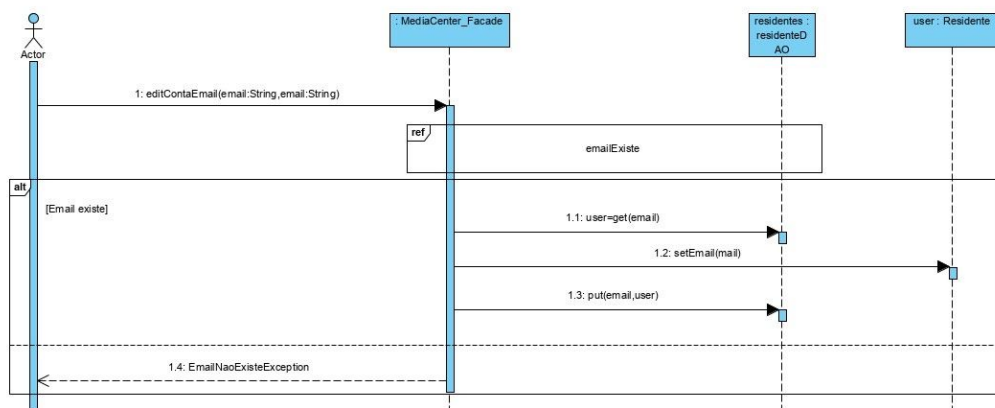 : MediaCenter_Facade
residentes :
residenteD
AO
user : Residente
Actor
1: editContaEmail(email:String,email:String)
ref
emailExiste
alt
[Email existe]
1.1: user=get(email)
1.2: setEmail(mail)
1.3: put(email,user)
1.4: EmailNaoExisteException